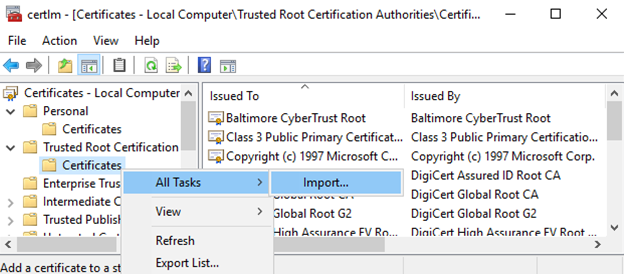 certlm - [Certificates - Local Computer\Trusted Root Certification Authorities\Certifi...
File Action View Help
Certificates - Local Computer
Personal
Certificates
Trusted Root Certification
Certificates
Enterprise Trus
Intermediate C
Trusted Publish
Issued To Issued By
Baltimore CyberTrust Root Baltimore CyberTrust Root
Class 3 Public Primary Certificat... Class 3 Public Primary Certificatio...
Copyright (c) 1997 Microsoft C... Copyright (c) 1997 Microsoft Corp.
DigiCert Assured ID Root CA
Global Root CA DigiCert Global Root CA
Global Root G2 DigiCert Global Root G2
High Assurance EV Ro DigiCert High Assurance EV Root
All Tasks
Import...
View
Refresh
Export List...
Add a certificate to a st